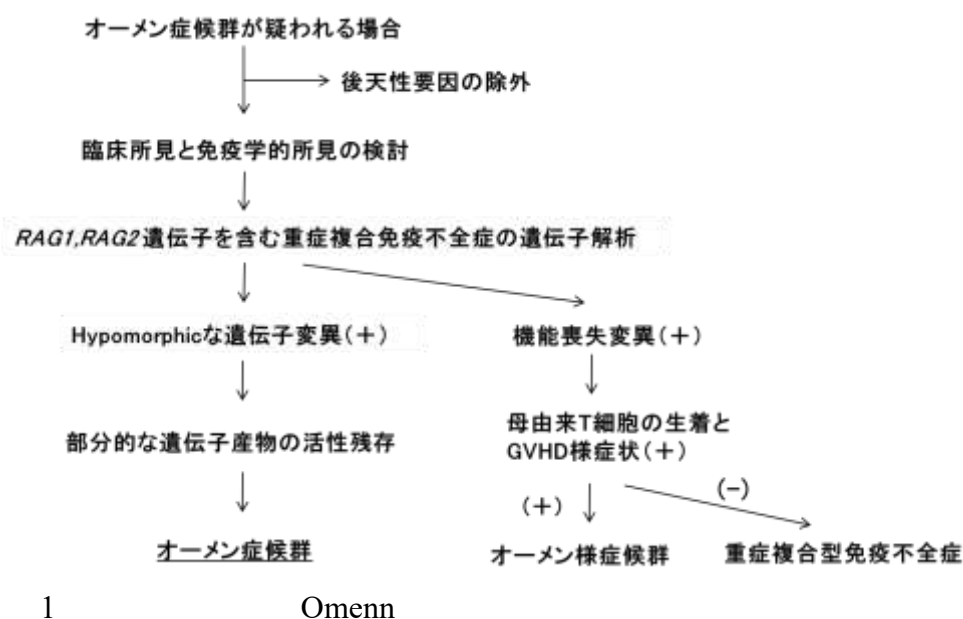 オーメン症候群が疑われる場合
後天性要因の除外
臨床所見と免疫学的所見の検討
RAG1,RAG2遺伝子を含む重症複合免疫不全症の遺伝子解析
Hypomorphicな遺伝子変異(+)
機能喪失変異(+)
部分的な遺伝子産物の活性残存
母由来T細胞の生着と
GVHD様症状(+)
(+)
(-)
オーメン症候群
オーメン様症候群
重症複合型免疫不全症
1 Omenn